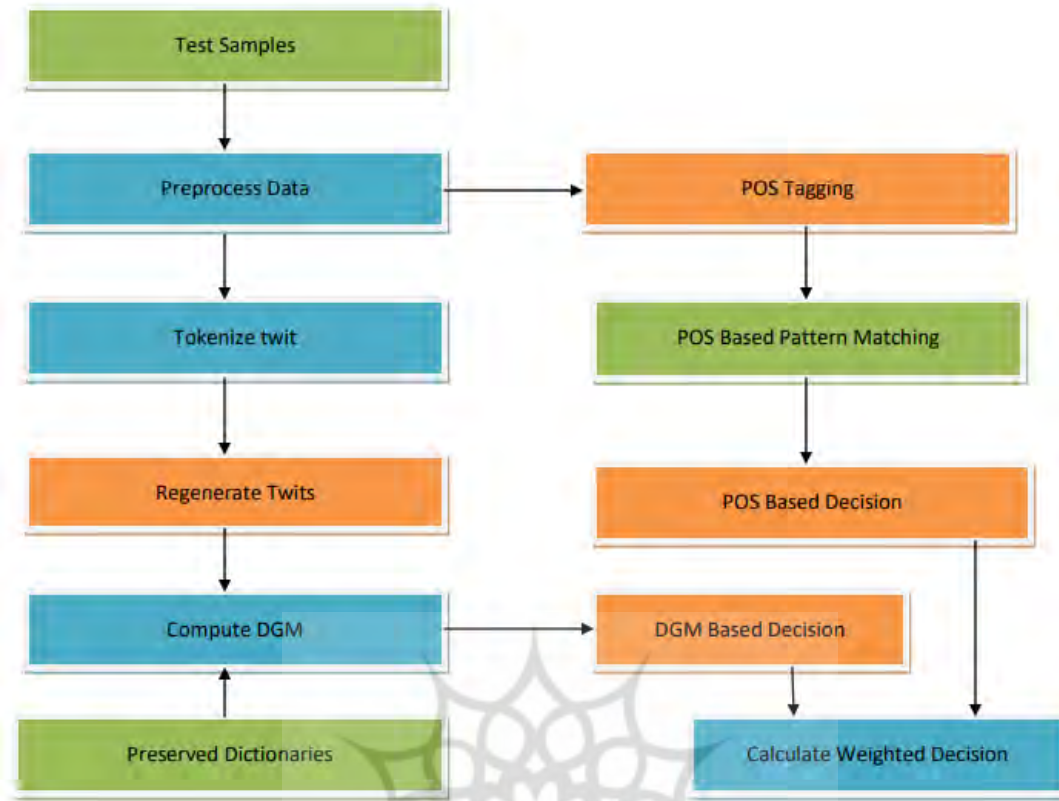 Test Samples
Preprocess Data
POS Tagging
Tokenize twit
POS Based Pattern Matching
Regenerate Twits
POS Based Decision
Compute DGM
DGM Based Decision
Preserved Dictionaries
Calculate Weighted Decision